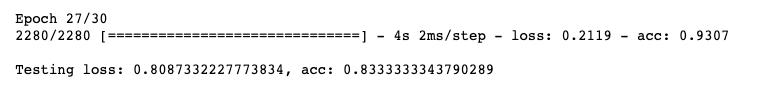 Epoch 27/30
2280/2280 [==============================] - 4s 2ms/step - loss: 0.2119 - acc: 0.9307
Testing loss: 0.8087332227773834, acc: 0.8333333343790289